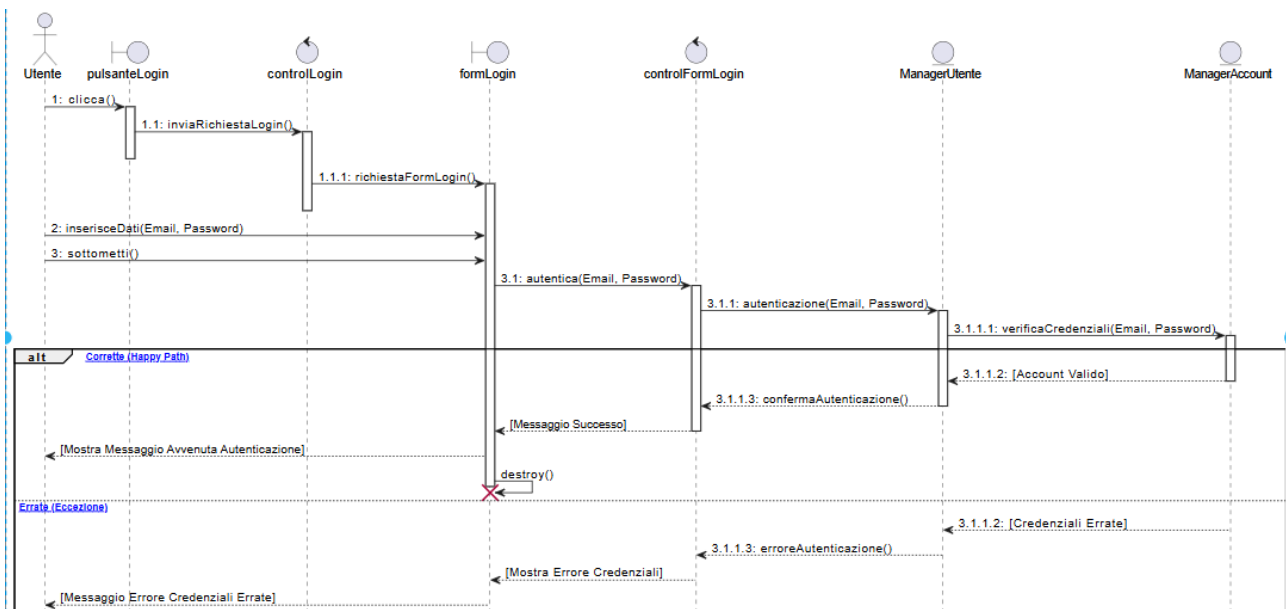 Utente
pulsanteLogin
controlLogin
formLogin
controlFormLogin
ManagerUtente
ManagerAccount
1: clicca()
1.1: inviaRichiestaLogin()
1.1.1: richiestaFormLogin()
2: inserisceDati(Email, Password)
3: sottometti()
3.1: autentica(Email, Password)
3.1.1: autenticazione(Email, Password)
3.1.1.1: verificaCredenziali(Email, Password)
alt
Corrette (Happy Path)
3.1.1.2: [Account Valido]
3.1.1.3: confermaAutenticazione()
[Messaggio Successo]
[Mostra Messaggio Avvenuta Autenticazione]
destroy()
Errate (Eccezione)
3.1.1.2: [Credenziali Errate]
3.1.1.3: erroreAutenticazione()
[Mostra Errore Credenziali]
[Messaggio Errore Credenziali Errate]